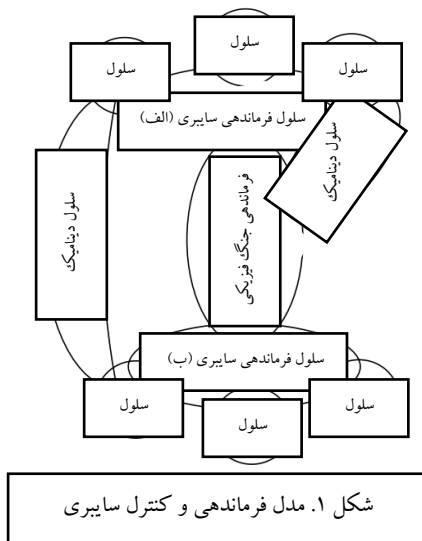 سلول
سلول
سلول
سلول فرماندهی سایبری (الف)
سلول دینامیک
فرماندهی جنگ فیزیکی
سلول دینامیک
سلول فرماندهی سایبری (ب)
سلول
سلول
سلول
شکل ۱. مدل فرماندهی و کنترل سایبری